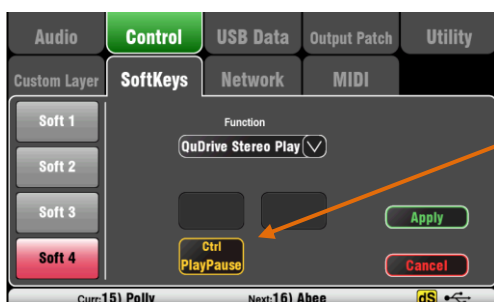 Audio Control USB Data Output Patch Utility
Custom Layer SoftKeys Network MIDI
Soft 1
Function
QuDrive Stereo Play
Soft 2
Soft 3
Apply
Soft 4
Ctrl
PlayPause
Cancel
Curr:15) Polly Next:16) Abee dS